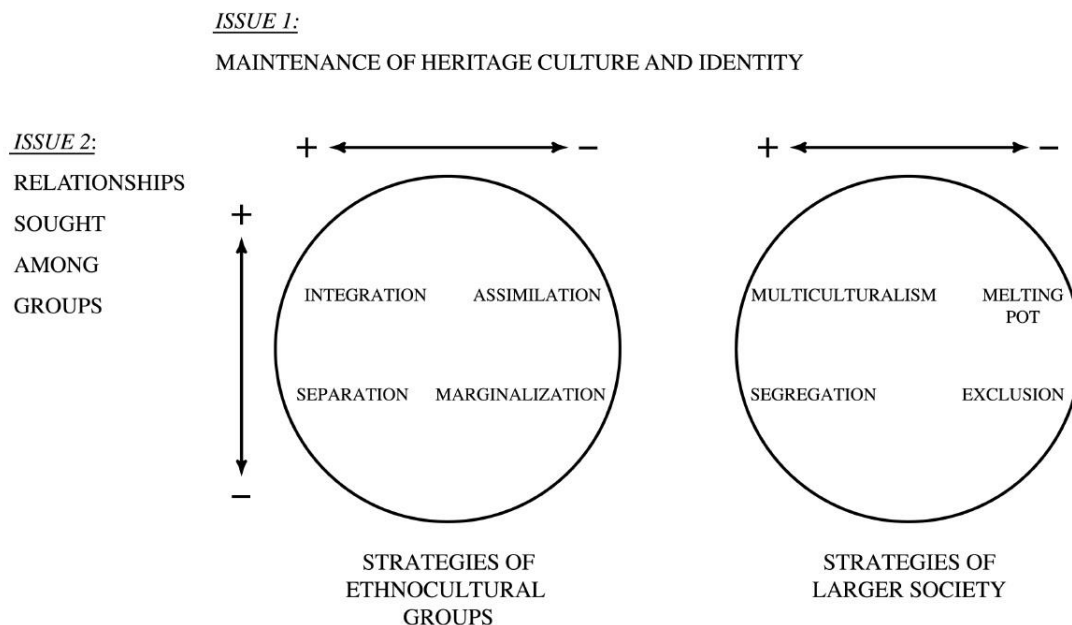 ISSUE 1:
MAINTENANCE OF HERITAGE CULTURE AND IDENTITY
ISSUE 2:
RELATIONSHIPS
SOUGHT
AMONG
GROUPS
+ −
+ −
+
−
INTEGRATION ASSIMILATION
SEPARATION MARGINALIZATION
MULTICULTURALISM MELTING
POT
SEGREGATION EXCLUSION
STRATEGIES OF
ETHNOCULTURAL
GROUPS
STRATEGIES OF
LARGER SOCIETY